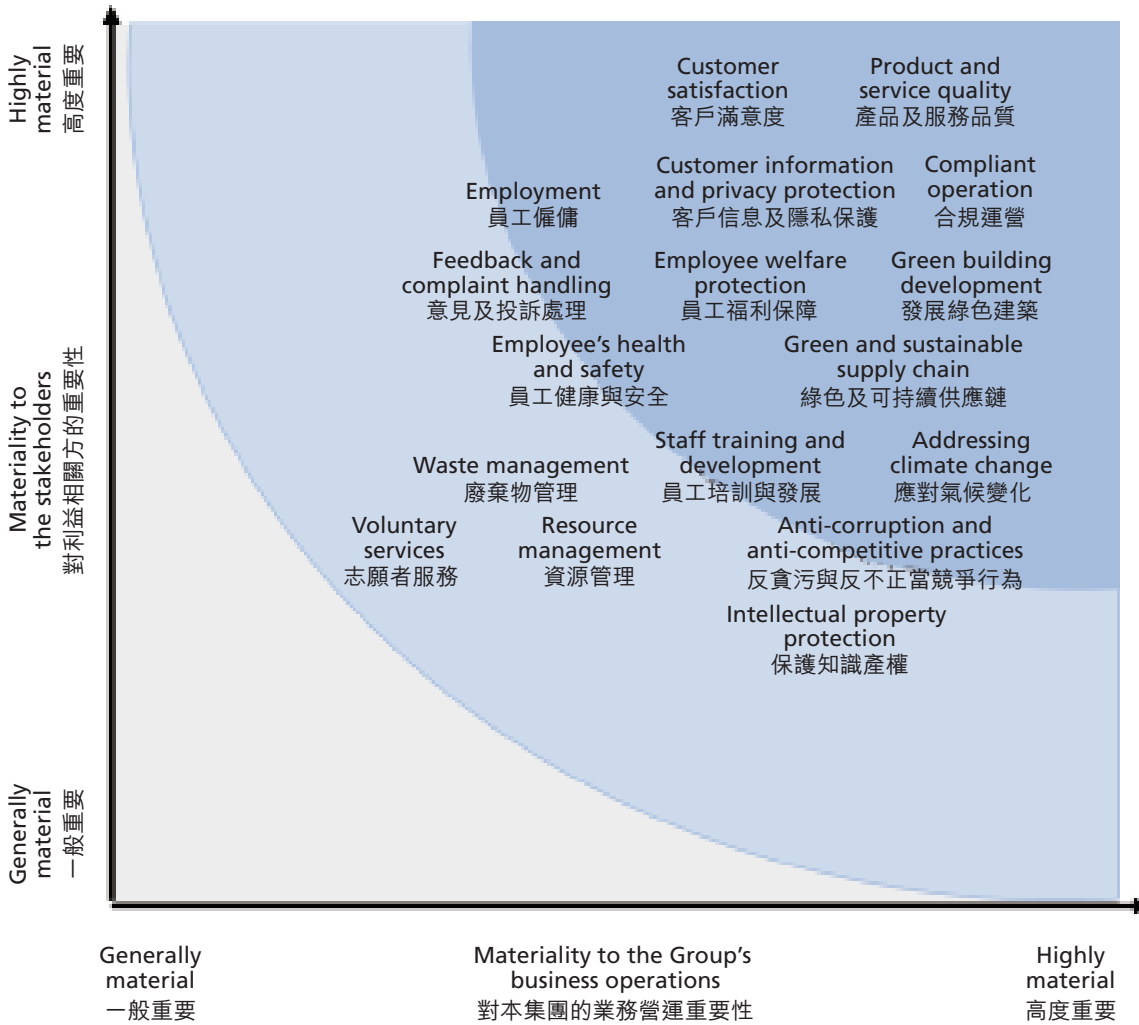 Highly
material
高度重要
Materiality to
the stakeholders
對利益相關方的重要性
Generally
material
一般重要
Customer
satisfaction
客戶滿意度
Product and
service quality
產品及服務品質
Employment
員工僱傭
Customer information
and privacy protection
客戶信息及隱私保護
Compliant
operation
合規運營
Feedback and
complaint handling
意見及投訴處理
Employee welfare
protection
員工福利保障
Green building
development
發展綠色建築
Employee's health
and safety
員工健康與安全
Green and sustainable
supply chain
綠色及可持續供應鏈
Waste management
廢棄物管理
Staff training and
development
員工培訓與發展
Addressing
climate change
應對氣候變化
Voluntary
services
志願者服務
Resource
management
資源管理
Anti-corruption and
anti-competitive practices
反貪污與反不正當競爭行為
Intellectual property
protection
保護知識產權
Generally
material
一般重要
Materiality to the Group's
business operations
對本集團的業務營運重要性
Highly
material
高度重要